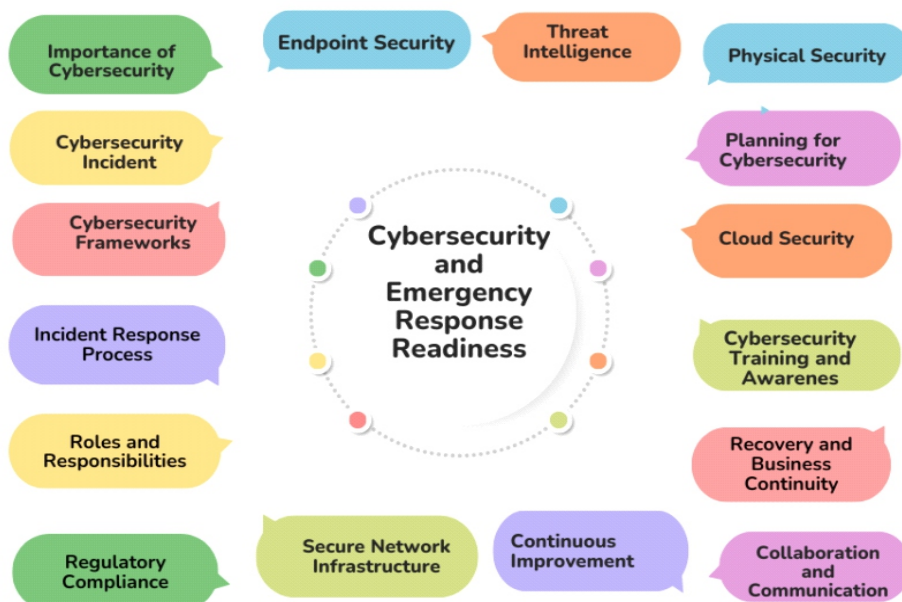 Importance of
Cybersecurity
Endpoint Security
Threat
Intelligence
Physical Security
Cybersecurity
Incident
Planning for
Cybersecurity
Cybersecurity
Frameworks
Cloud Security
Cybersecurity
and
Emergency
Response
Readiness
Incident Response
Process
Cybersecurity
Training and
Awarenes
Roles and
Responsibilities
Recovery and
Business
Continuity
Regulatory
Compliance
Secure Network
Infrastructure
Continuous
Improvement
Collaboration
and
Communication